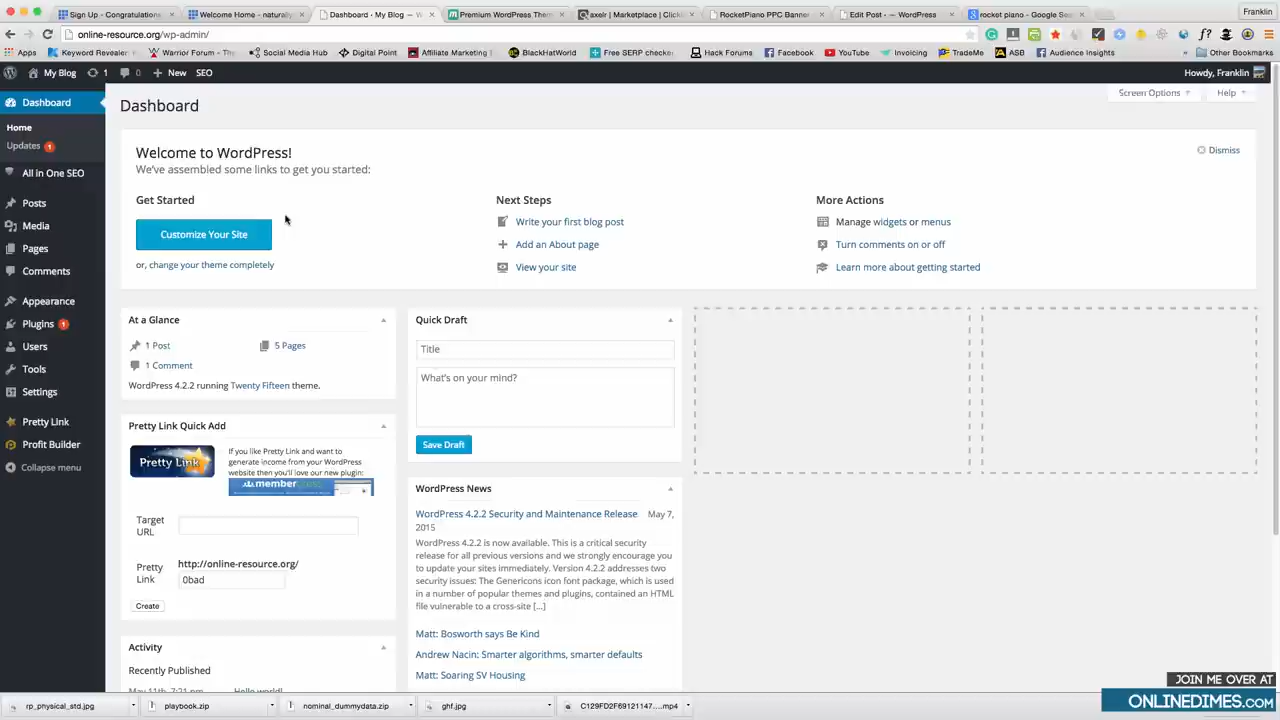 Sign Up - Congratulations
Welcome Home - naturally
Dashboard ‹ My Blog — W
Premium WordPress Them
axelr | Marketplace | Click
RocketPiano PPC Banner
Edit Post ‹ — WordPress
rocket piano - Google Sea
Franklin
online-resource.org/wp-admin/
Apps
Keyword Revealer
Warrior Forum - The
Social Media Hub
Digital Point
Affiliate Marketing
BlackHatWorld
Free SERP checker
Hack Forums
Facebook
YouTube
Invoicing
TradeMe
ASB
Audience Insights
»
Other Bookmarks
My Blog
1
0
+ New
SEO
Howdy, Franklin
Dashboard
Home
Updates 1
All in One SEO
Posts
Media
Pages
Comments
Appearance
Plugins 1
Users
Tools
Settings
Pretty Link
Profit Builder
Collapse menu
Dashboard
Screen Options
Help
Welcome to WordPress!
We've assembled some links to get you started:
Dismiss
Get Started
Customize Your Site
or, change your theme completely
Next Steps
Write your first blog post
Add an About page
View your site
More Actions
Manage widgets or menus
Turn comments on or off
Learn more about getting started
At a Glance
1 Post
5 Pages
1 Comment
WordPress 4.2.2 running Twenty Fifteen theme.
Pretty Link Quick Add
Pretty Link
If you like Pretty Link and want to
generate income from your WordPress
website then you'll love our new plugin:
member
Target
URL
http://online-resource.org/
Pretty
Link
0bad
Create
Activity
Recently Published
May 11th, 7:21 pm
Hello world!
Quick Draft
Title
What's on your mind?
Save Draft
WordPress News
WordPress 4.2.2 Security and Maintenance Release May 7,
2015
WordPress 4.2.2 is now available. This is a critical security
release for all previous versions and we strongly encourage you
to update your sites immediately. Version 4.2.2 addresses two
security issues: The Genericons icon font package, which is used
in a number of popular themes and plugins, contained an HTML
file vulnerable to a cross-site [...]
Matt: Bosworth says Be Kind
Andrew Nacin: Smarter algorithms, smarter defaults
Matt: Soaring SV Housing
rp_physical_std.jpg
playbook.zip
nominal_dummydata.zip
ghf.jpg
C129FD2F69121147....mp4
JOIN ME OVER AT
ONLINEDIMES.COM